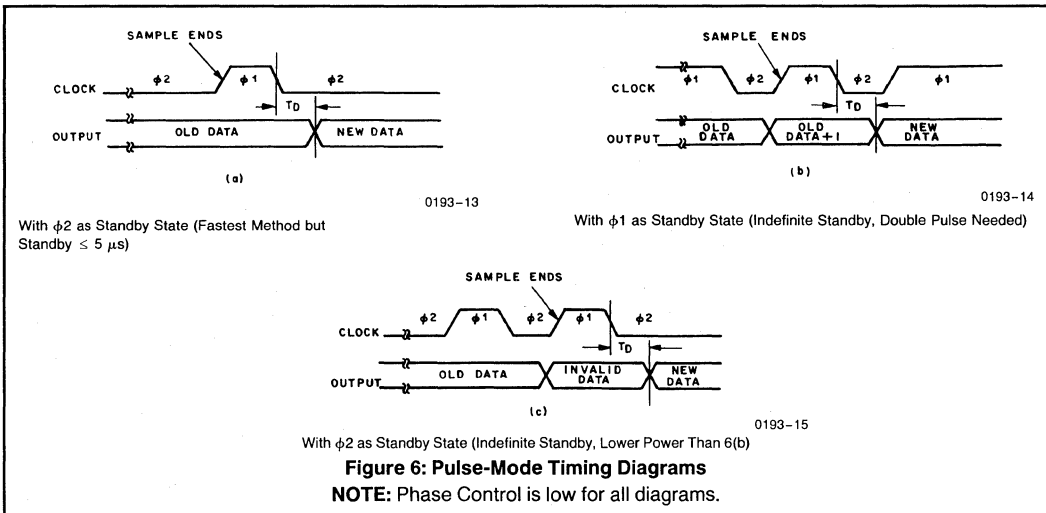 SAMPLE ENDS
CLOCK φ2 φ1 φ2
TD
OUTPUT OLD DATA NEW DATA
(a)
0193-13
With φ2 as Standby State (Fastest Method but
Standby ≤ 5 μs)
SAMPLE ENDS
CLOCK φ1 φ2 φ1 φ2 φ1
TD
OUTPUT OLD DATA OLD DATA+1 NEW DATA
(b)
0193-14
With φ1 as Standby State (Indefinite Standby, Double Pulse Needed)
SAMPLE ENDS
CLOCK φ2 φ1 φ2 φ1 φ2
TD
OUTPUT OLD DATA INVALID DATA NEW DATA
(c)
0193-15
With φ2 as Standby State (Indefinite Standby, Lower Power Than 6(b)
Figure 6: Pulse-Mode Timing Diagrams
NOTE: Phase Control is low for all diagrams.